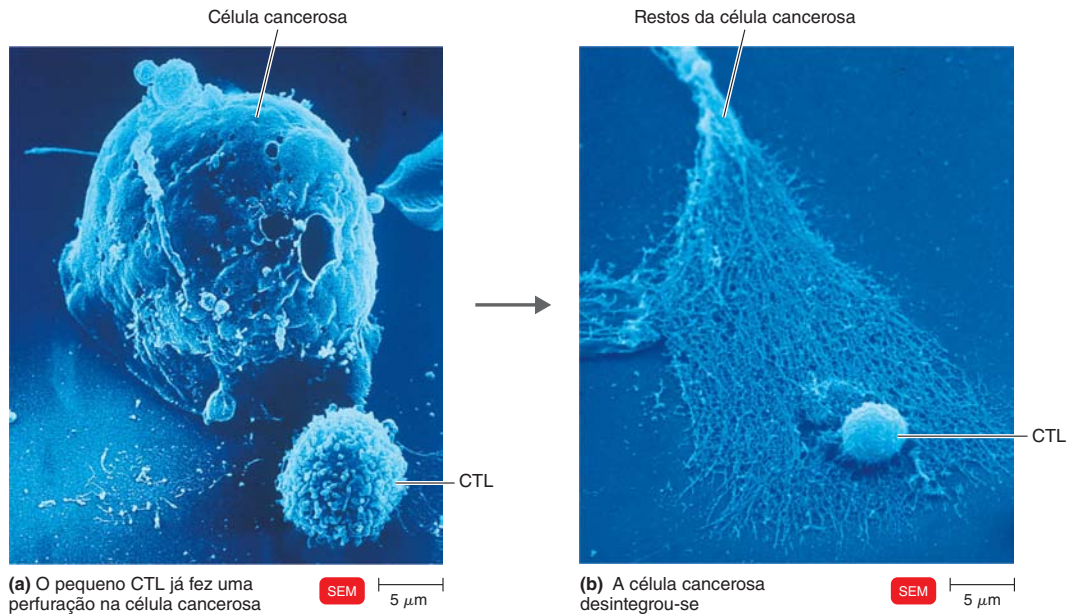 Célula cancerosa
CTL
(a) O pequeno CTL já fez uma
perfuração na célula cancerosa
SEM
5 μm
Restos da célula cancerosa
CTL
(b) A célula cancerosa
desintegrou-se
SEM
5 μm